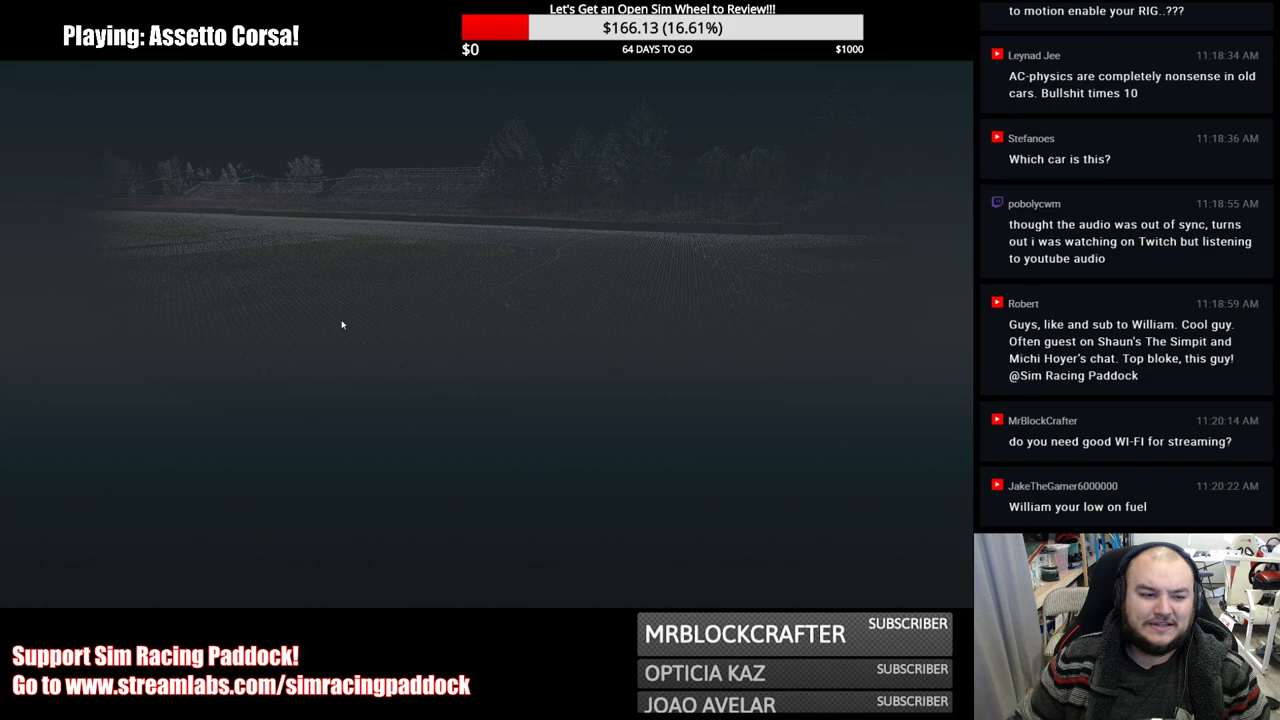 Playing: Assetto Corsa!
Let's Get an Open Sim Wheel to Review!!!
$166.13 (16.61%)
$0
64 DAYS TO GO
$1000
to motion enable your RIG..???
Leynad Jee
11:18:34 AM
AC-physics are completely nonsense in old
cars. Bullshit times 10
Stefanoes
11:18:36 AM
Which car is this?
pobolycwm
11:18:55 AM
thought the audio was out of sync, turns
out i was watching on Twitch but listening
to youtube audio
Robert
11:18:59 AM
Guys, like and sub to William. Cool guy.
Often guest on Shaun's The Simpit and
Michi Hoyer's chat. Top bloke, this guy!
@Sim Racing Paddock
MrBlockCrafter
11:20:14 AM
do you need good WI-FI for streaming?
JakeTheGamer6000000
11:20:22 AM
William your low on fuel
Support Sim Racing Paddock!
Go to www.streamlabs.com/simracingpaddock
MRBLOCKCRAFTER
SUBSCRIBER
OPTICIA KAZ
SUBSCRIBER
JOAO AVELAR
SUBSCRIBER